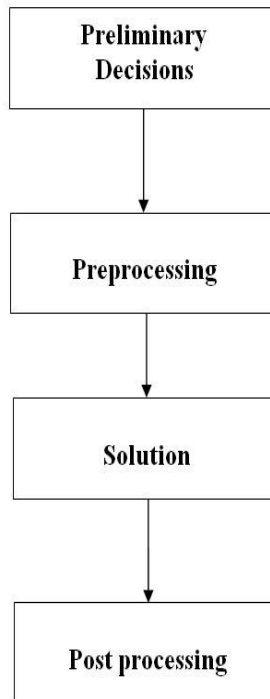 Preliminary
Decisions
Preprocessing
Solution
Post processing